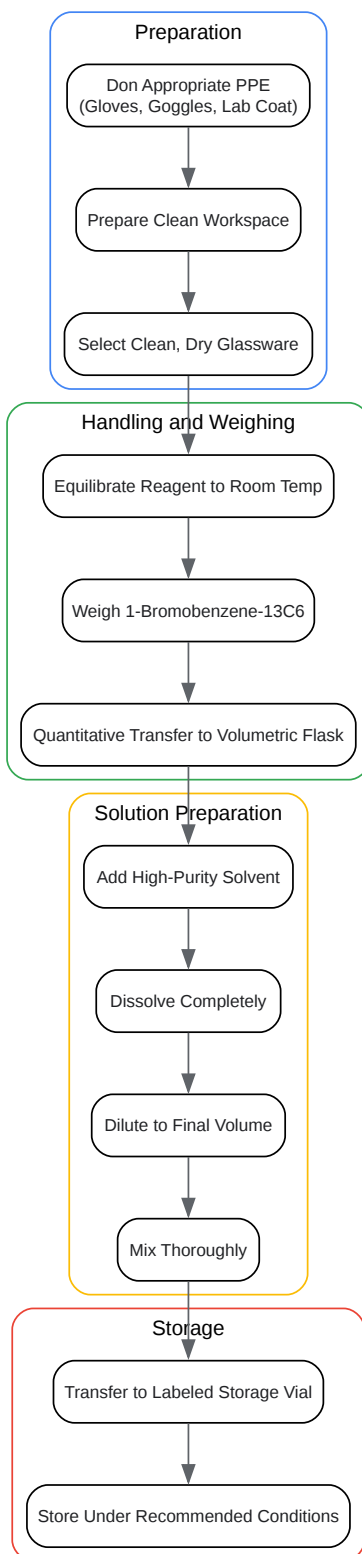 Preparation
Don Appropriate PPE
(Gloves, Goggles, Lab Coat)
Prepare Clean Workspace
Select Clean, Dry Glassware
Handling and Weighing
Equilibrate Reagent to Room Temp
Weigh 1-Bromobenzene-13C6
Quantitative Transfer to Volumetric Flask
Solution Preparation
Add High-Purity Solvent
Dissolve Completely
Dilute to Final Volume
Mix Thoroughly
Storage
Transfer to Labeled Storage Vial
Store Under Recommended Conditions